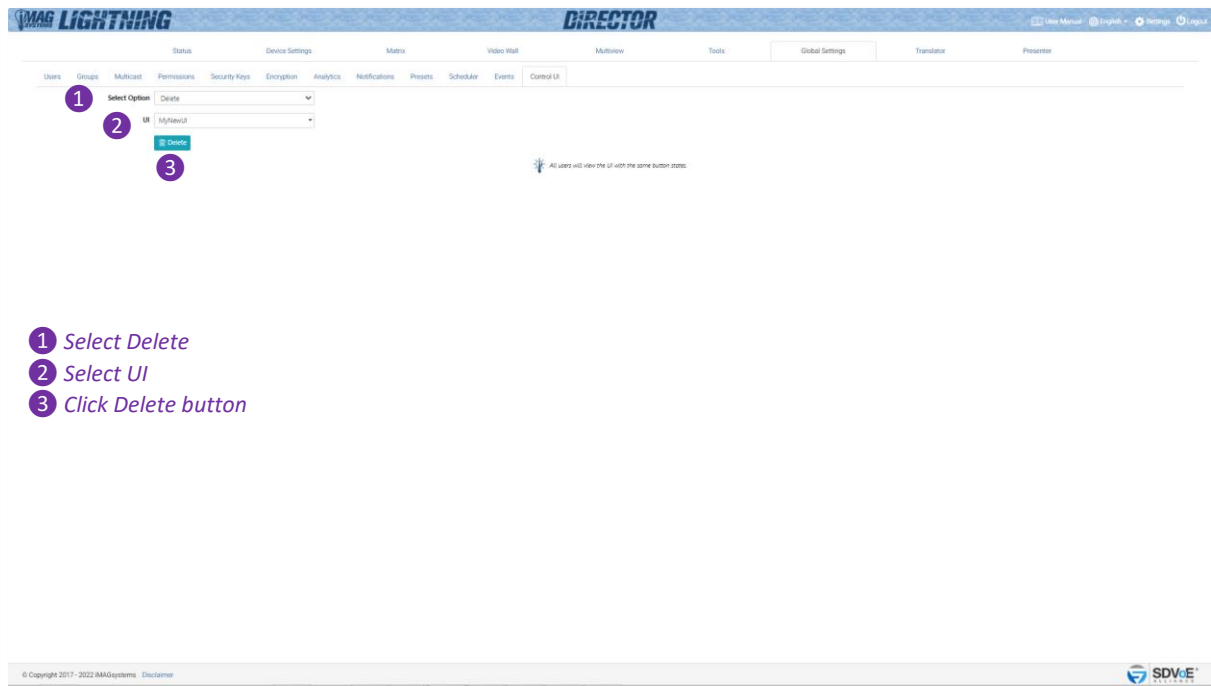 iMAG SYSTEMS LIGHTNING DiRECTOR User Manual English Settings Logout
Status Device Settings Matrix Video Wall Multiview Tools Global Settings Translator Presenter
Users Groups Multicast Permissions Security Keys Encryption Analytics Notifications Presets Scheduler Events Control UI
1 Select Option Delete
2 UI MyNewUI
Delete
3
All users will view the UI with the same button states.
1 Select Delete
2 Select UI
3 Click Delete button
© Copyright 2017 - 2022 iMAGsystems Disclaimer
SDVoE
ALLIANCE